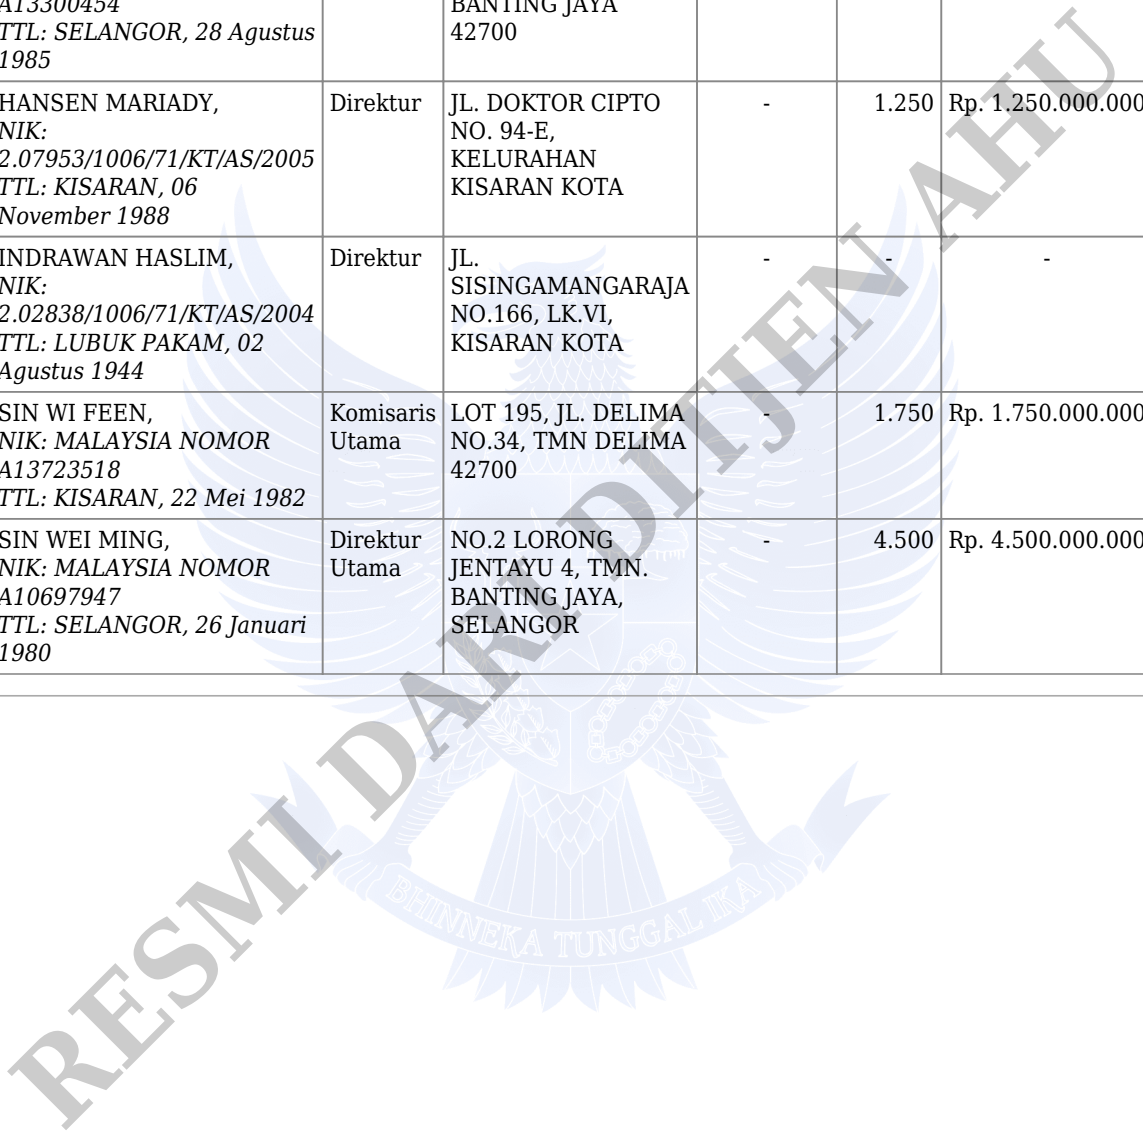 A13300454
TTL: SELANGOR, 28 Agustus
1985
BANTING JAYA
42700
HANSEN MARIADY,
NIK:
2.07953/1006/71/KT/AS/2005
TTL: KISARAN, 06
November 1988
Direktur
JL. DOKTOR CIPTO
NO. 94-E,
KELURAHAN
KISARAN KOTA
-
1.250
Rp. 1.250.000.000
INDRAWAN HASLIM,
NIK:
2.02838/1006/71/KT/AS/2004
TTL: LUBUK PAKAM, 02
Agustus 1944
Direktur
JL.
SISINGAMANGARAJA
NO.166, LK.VI,
KISARAN KOTA
-
-
-
SIN WI FEEN,
NIK: MALAYSIA NOMOR
A13723518
TTL: KISARAN, 22 Mei 1982
Komisaris
Utama
LOT 195, JL. DELIMA
NO.34, TMN DELIMA
42700
-
1.750
Rp. 1.750.000.000
SIN WEI MING,
NIK: MALAYSIA NOMOR
A10697947
TTL: SELANGOR, 26 Januari
1980
Direktur
Utama
NO.2 LORONG
JENTAYU 4, TMN.
BANTING JAYA,
SELANGOR
-
4.500
Rp. 4.500.000.000
RESMI DARI DITJEN AHU
BHINNEKA TUNGGAL IKA